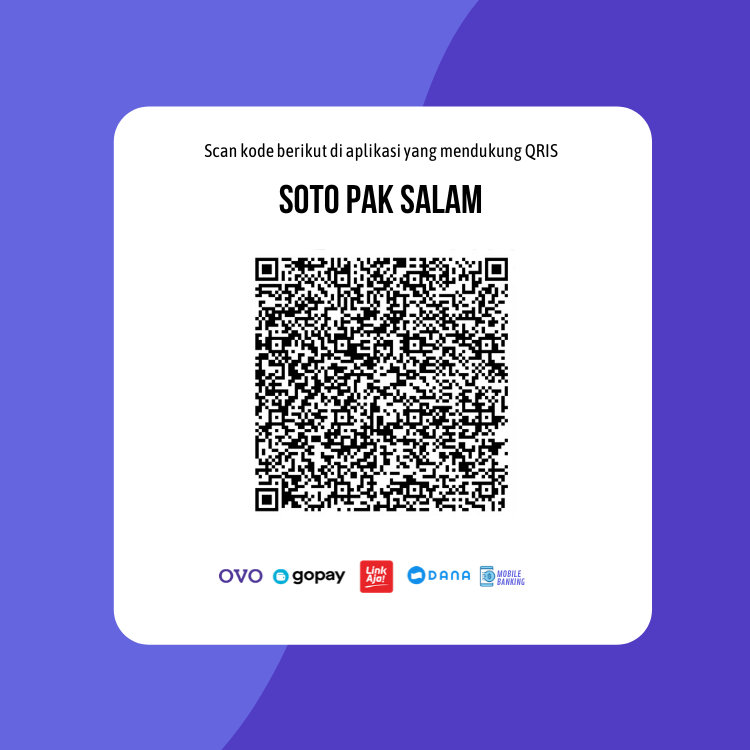 Scan kode berikut di aplikasi yang mendukung QRIS
SOTO PAK SALAM
OVO gopay Link Aja! DANA MOBILE BANKING